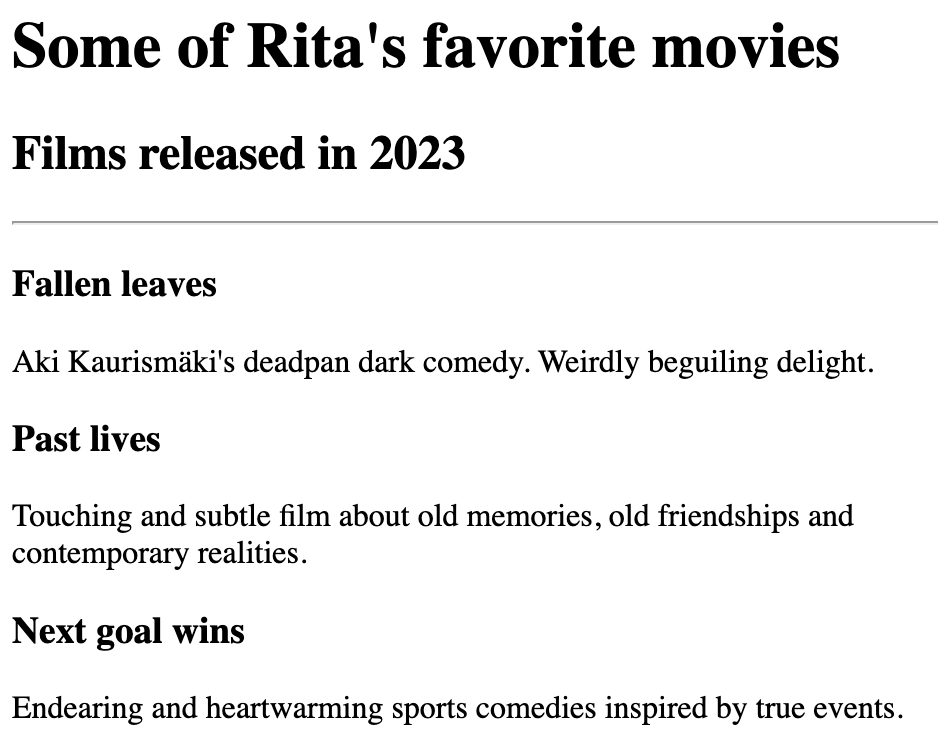 Some of Rita's favorite movies
Films released in 2023
Fallen leaves
Aki Kaurismäki's deadpan dark comedy. Weirdly beguiling delight.
Past lives
Touching and subtle film about old memories, old friendships and
contemporary realities.
Next goal wins
Endearing and heartwarming sports comedies inspired by true events.